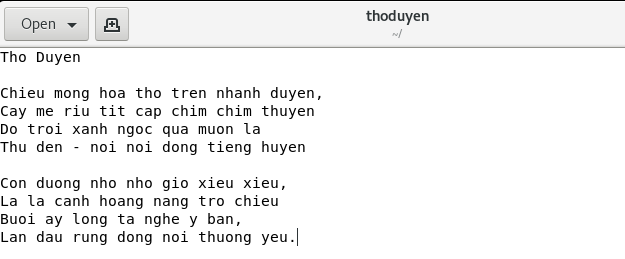 Open
thoduyen
~/
Tho Duyen
Chieu mong hoa tho tren nhanh duyen,
Cay me riu tit cap chim chim thuyen
Do troi xanh ngoc qua muon la
Thu den - noi noi dong tieng huyen
Con duong nho nho gio xieu xieu,
La la canh hoang nang tro chieu
Buoi ay long ta nghe y ban,
Lan dau rung dong noi thuong yeu.